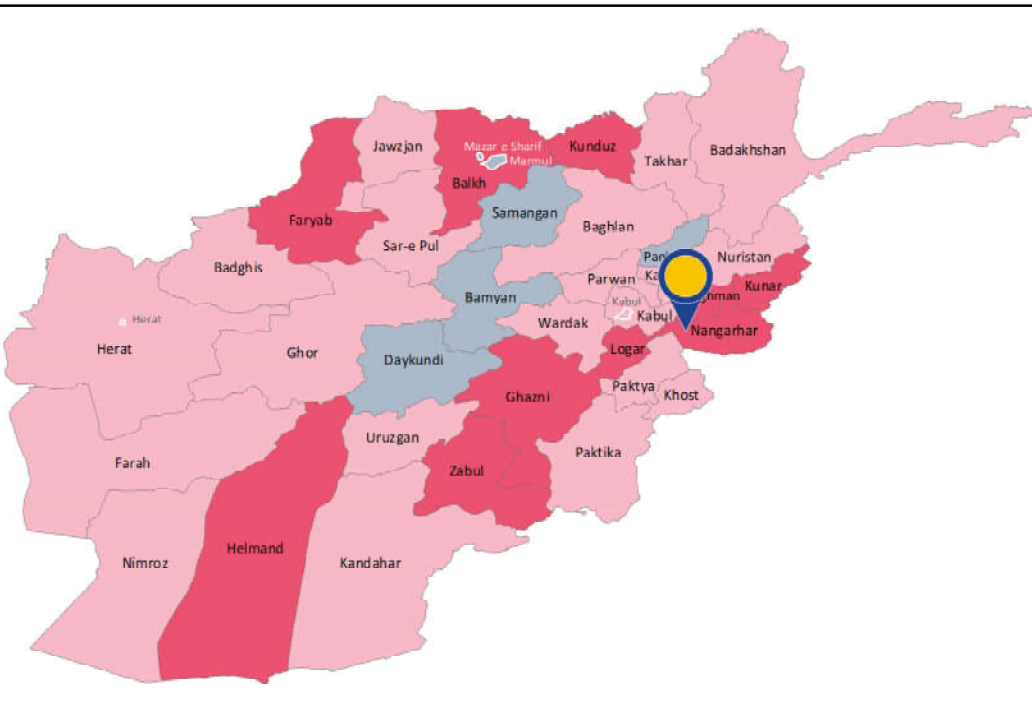 Jawzjan
Mazar e Sharif
Marmul
Kunduz
Takhar
Badakhshan
Balkh
Faryab
Samangan
Baghlan
Sar-e Pul
Badghis
Nuristan
Parwan
Kunar
Bamyan
Kabul
Kabul
Wardak
Nangarhar
Herat
Herat
Ghor
Daykundi
Logar
Paktya
Khost
Ghazni
Uruzgan
Paktika
Farah
Zabul
Helmand
Nimroz
Kandahar